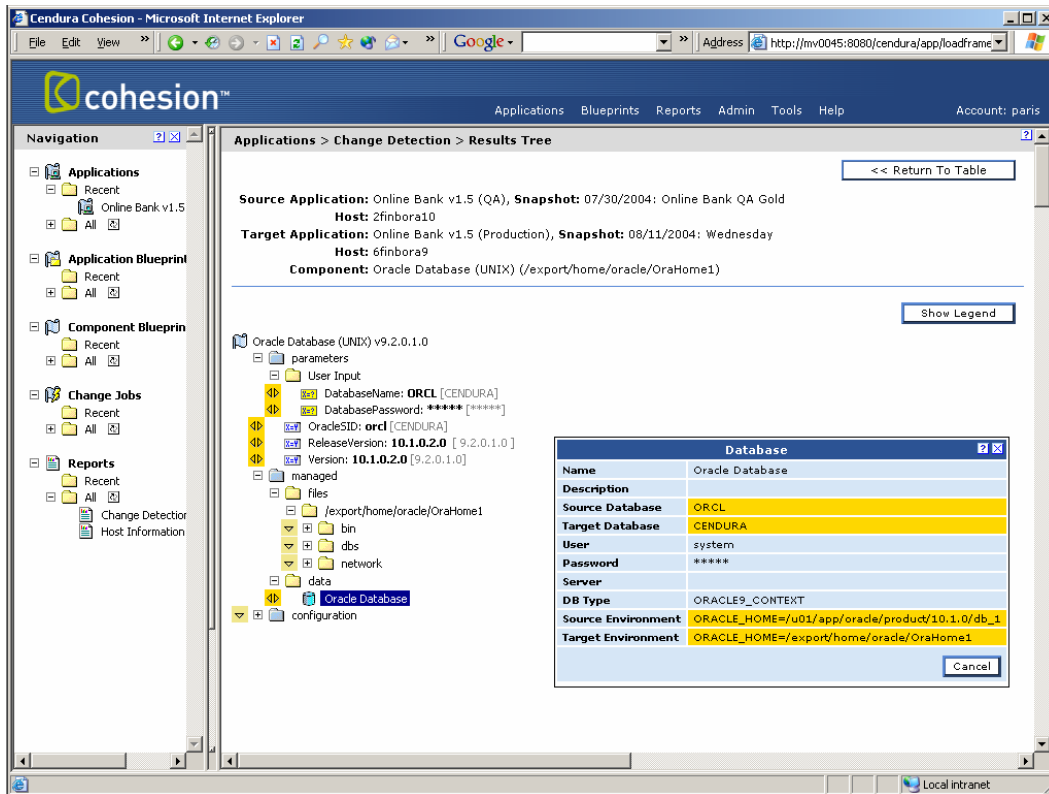 Cendura Cohesion - Microsoft Internet Explorer
File Edit View » » Google » Address http://mv0045:8080/cendura/app/loadframe
cohesion™
Applications Blueprints Reports Admin Tools Help Account: paris
Navigation
Applications
Recent
Online Bank v1.5
All
Application Blueprint
Recent
All
Component Blueprin
Recent
All
Change Jobs
Recent
All
Reports
Recent
All
Change Detection
Host Information
Applications > Change Detection > Results Tree
<< Return To Table
Source Application: Online Bank v1.5 (QA), Snapshot: 07/30/2004: Online Bank QA Gold
Host: 2finbora10
Target Application: Online Bank v1.5 (Production), Snapshot: 08/11/2004: Wednesday
Host: 6finbora9
Component: Oracle Database (UNIX) (/export/home/oracle/OraHome1)
Show Legend
Oracle Database (UNIX) v9.2.0.1.0
parameters
User Input
X=? DatabaseName: ORCL [CENDURA]
X=? DatabasePassword: ***** [*****]
OracleSID: orcl [CENDURA]
ReleaseVersion: 10.1.0.2.0 [ 9.2.0.1.0 ]
Version: 10.1.0.2.0 [9.2.0.1.0]
managed
files
/export/home/oracle/OraHome1
bin
dbs
network
data
Oracle Database
configuration
Database
Name Oracle Database
Description
Source Database ORCL
Target Database CENDURA
User system
Password *****
Server
DB Type ORACLE9_CONTEXT
Source Environment ORACLE_HOME=/u01/app/oracle/product/10.1.0/db_1
Target Environment ORACLE_HOME=/export/home/oracle/OraHome1
Cancel
Local intranet